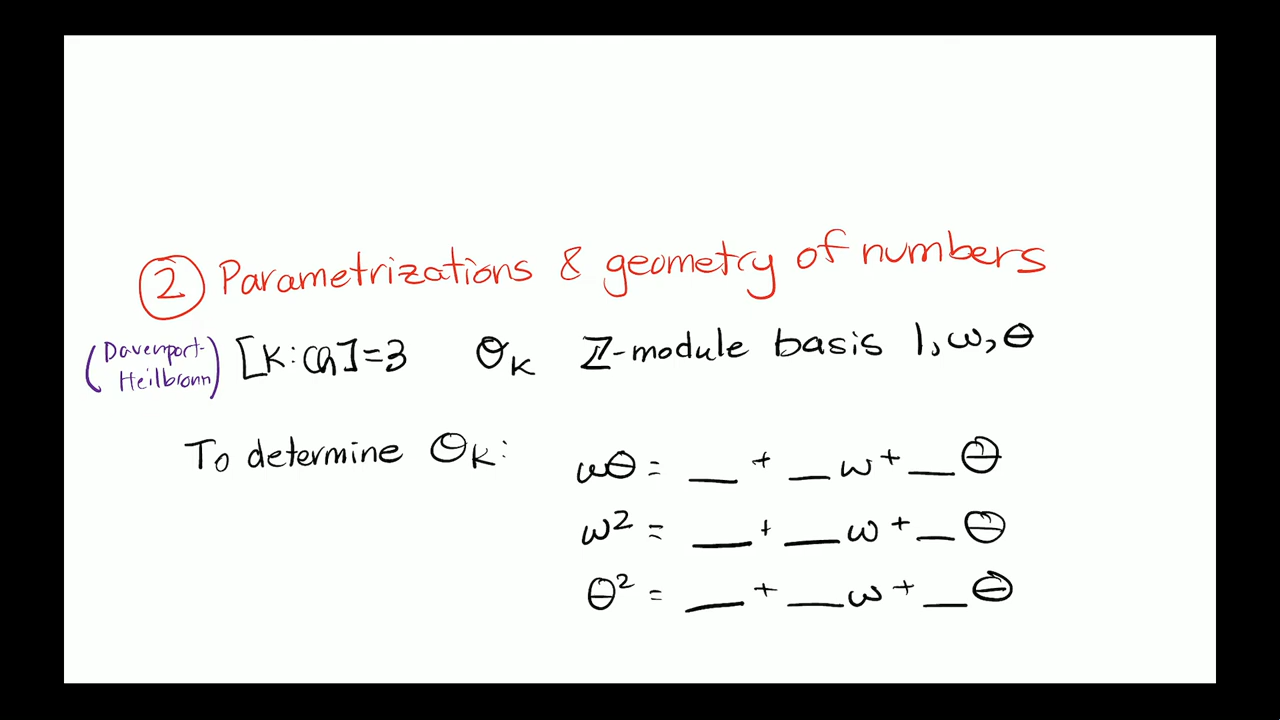 ② Parametrizations & geometry of numbers
(Davenport-Heilbronn) [K:ℚ]=3 𝒪_K ℤ-module basis 1, ω, θ
To determine 𝒪_K:
ωθ = __ + __ω + __θ
ω² = __ + __ω + __θ
θ² = __ + __ω + __θ